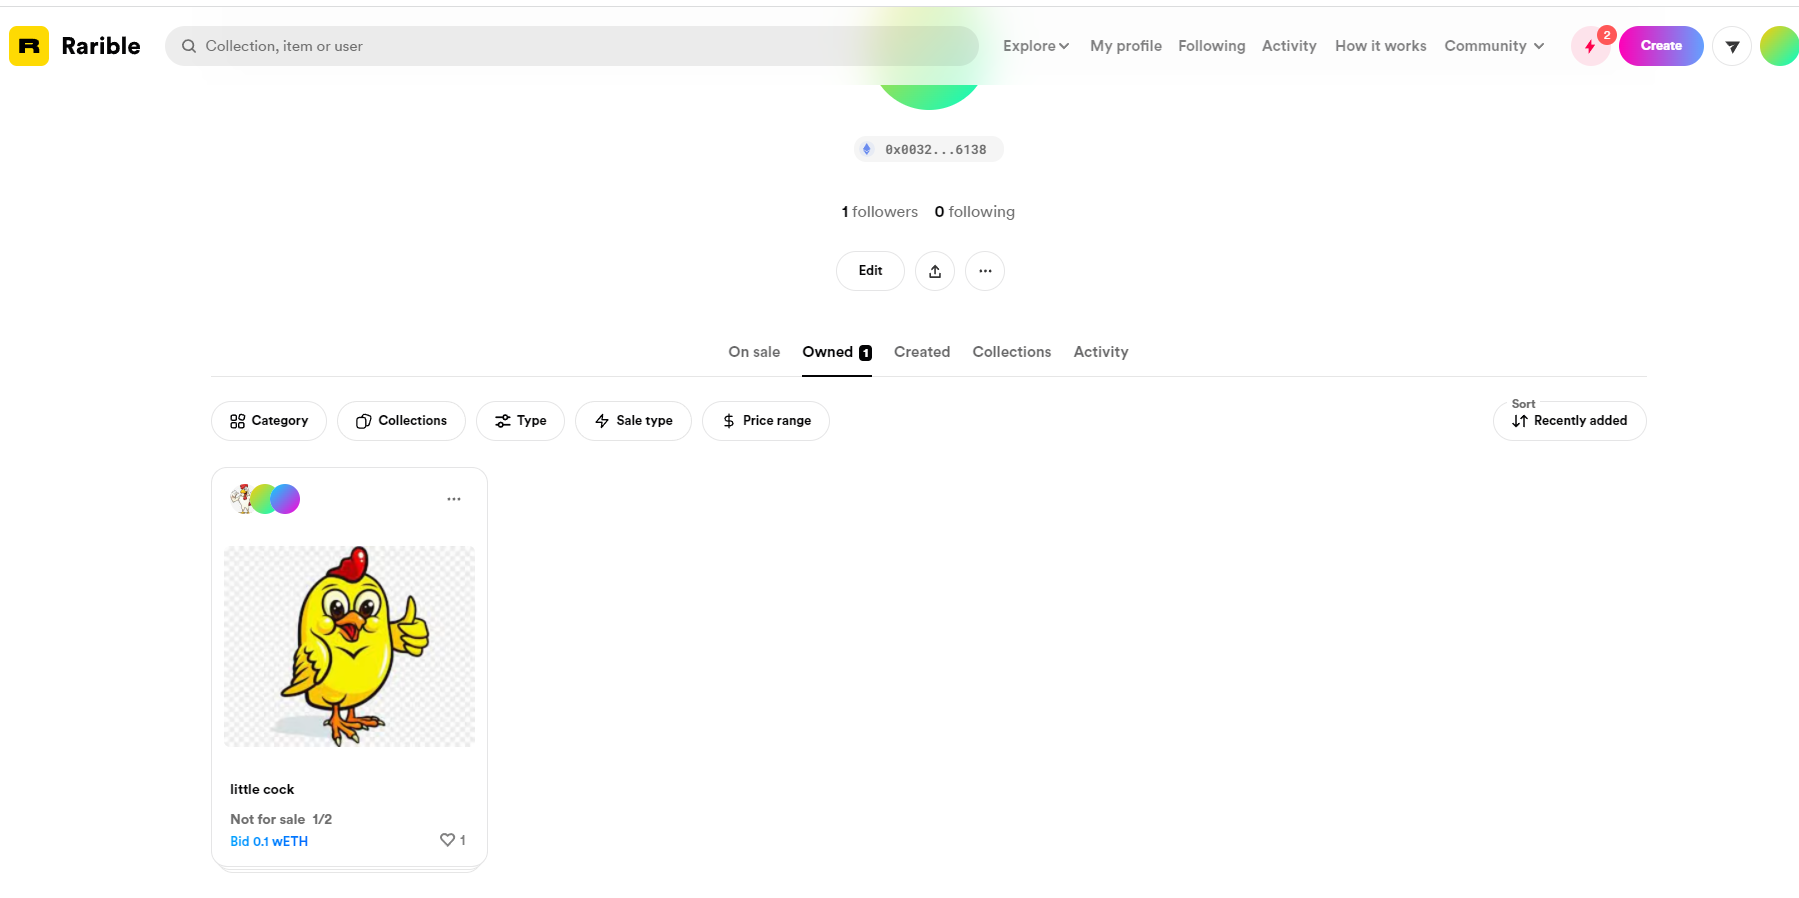 R Rarible
Collection, item or user
Explore My profile Following Activity How it works Community
2
Create
0x0032...6138
1 followers 0 following
Edit
On sale Owned 1 Created Collections Activity
Category Collections Type Sale type Price range
Sort
Recently added
little cock
Not for sale 1/2
Bid 0.1 wETH 1